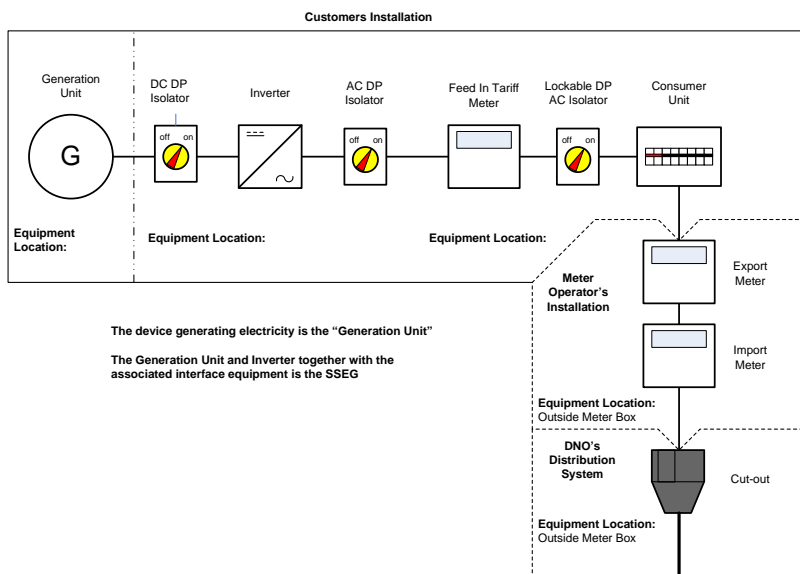 Customers Installation
Generation
Unit
DC DP
Isolator
Inverter
AC DP
Isolator
Feed In Tariff
Meter
Lockable DP
AC Isolator
Consumer
Unit
off on
off on
off on
G
Equipment
Location:
Equipment Location:
Equipment Location:
Meter
Operator's
Installation
Export
Meter
The device generating electricity is the “Generation Unit”
The Generation Unit and Inverter together with the
associated interface equipment is the SSEG
Import
Meter
Equipment Location:
Outside Meter Box
DNO's
Distribution
System
Cut-out
Equipment Location:
Outside Meter Box